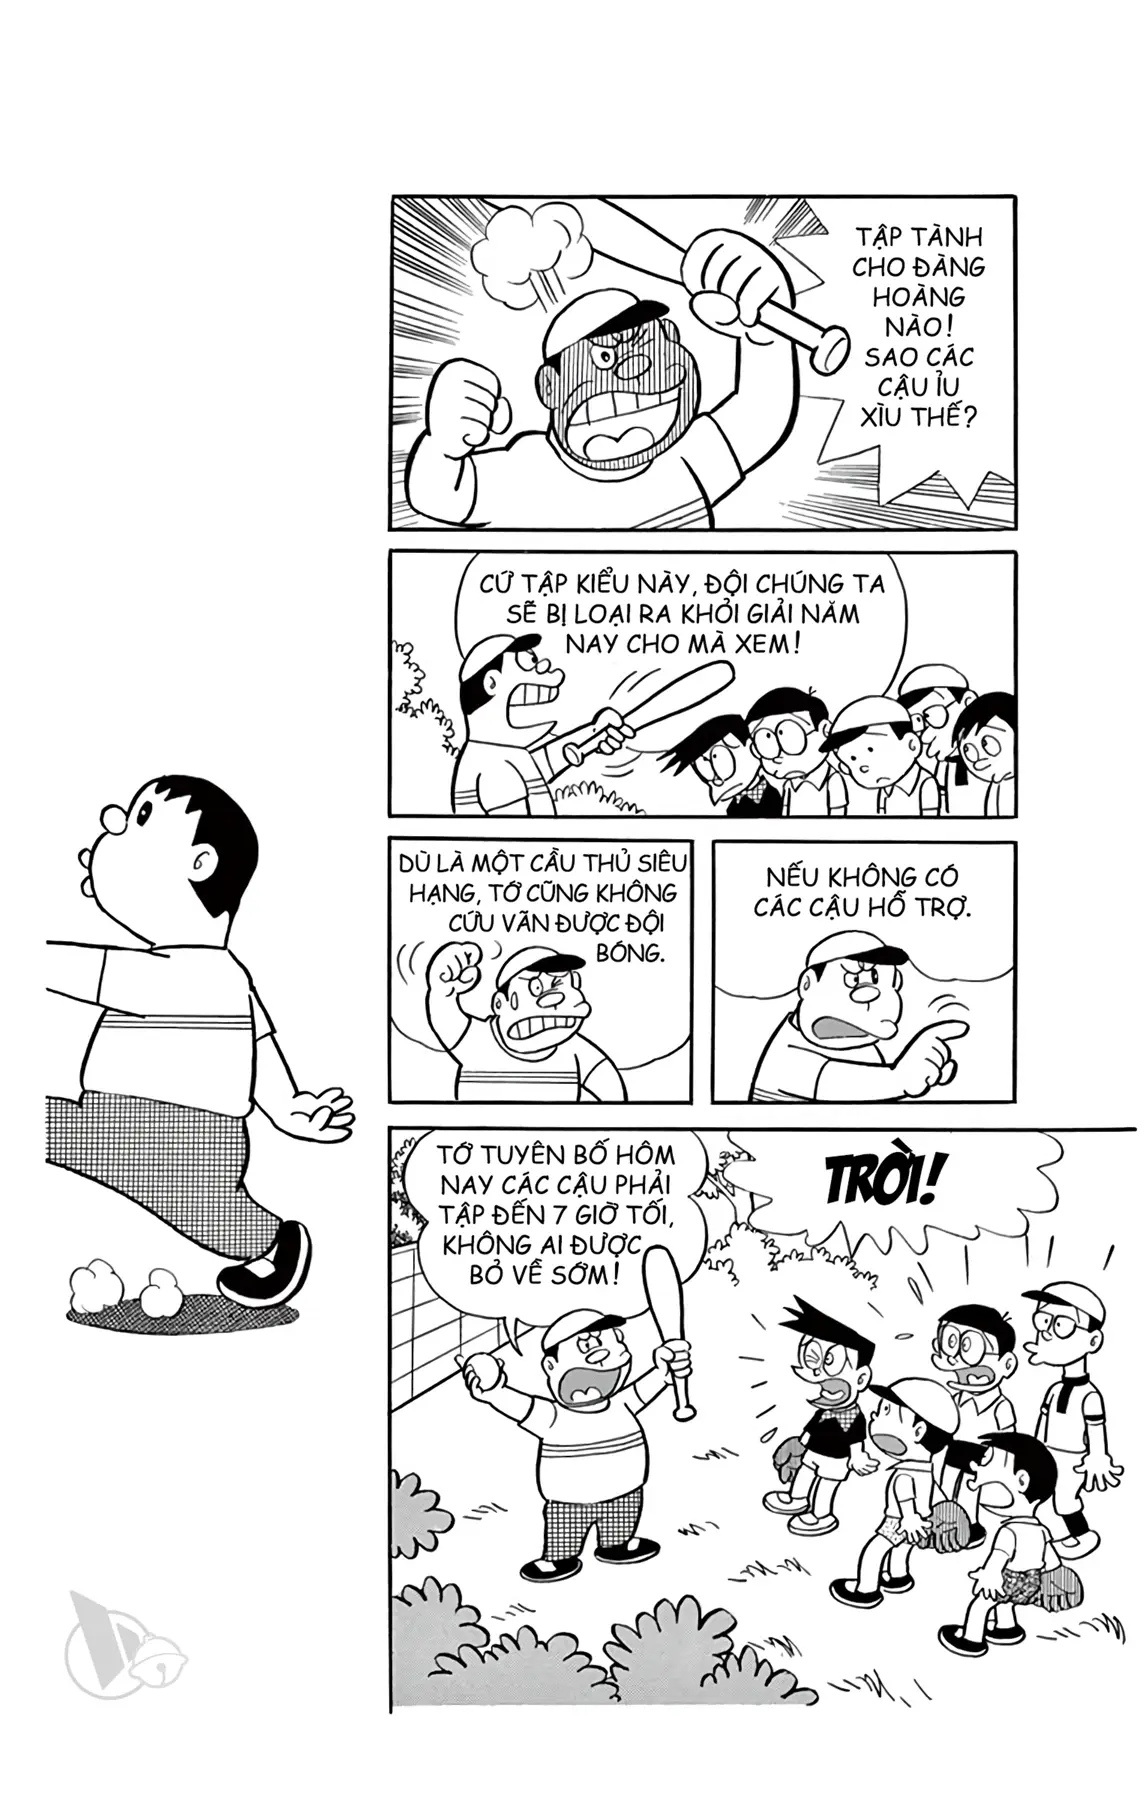 TẬP TÀNH
CHO ĐÀNG
HOÀNG
NÀO!
SAO CÁC
CẬU ỈU
XÌU THẾ?
CỨ TẬP KIỂU NÀY, ĐỘI CHÚNG TA
SẼ BỊ LOẠI RA KHỎI GIẢI NĂM
NAY CHO MÀ XEM!
DÙ LÀ MỘT CẦU THỦ SIÊU
HẠNG, TỚ CŨNG KHÔNG
CỨU VÃN ĐƯỢC ĐỘI
BÓNG.
NẾU KHÔNG CÓ
CÁC CẬU HỖ TRỢ.
TỚ TUYÊN BỐ HÔM
NAY CÁC CẬU PHẢI
TẬP ĐẾN 7 GIỜ TỐI,
KHÔNG AI ĐƯỢC
BỎ VỀ SỚM!
TRỜI!